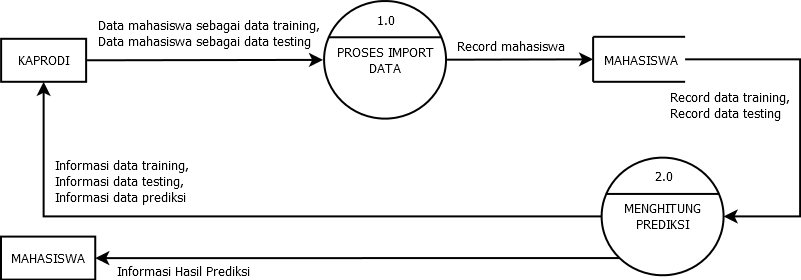 Data mahasiswa sebagai data training,
Data mahasiswa sebagai data testing
KAPRODI
1.0
PROSES IMPORT
DATA
Record mahasiswa
MAHASISWA
Record data training,
Record data testing
Informasi data training,
Informasi data testing,
Informasi data prediksi
2.0
MENGHITUNG
PREDIKSI
MAHASISWA
Informasi Hasil Prediksi